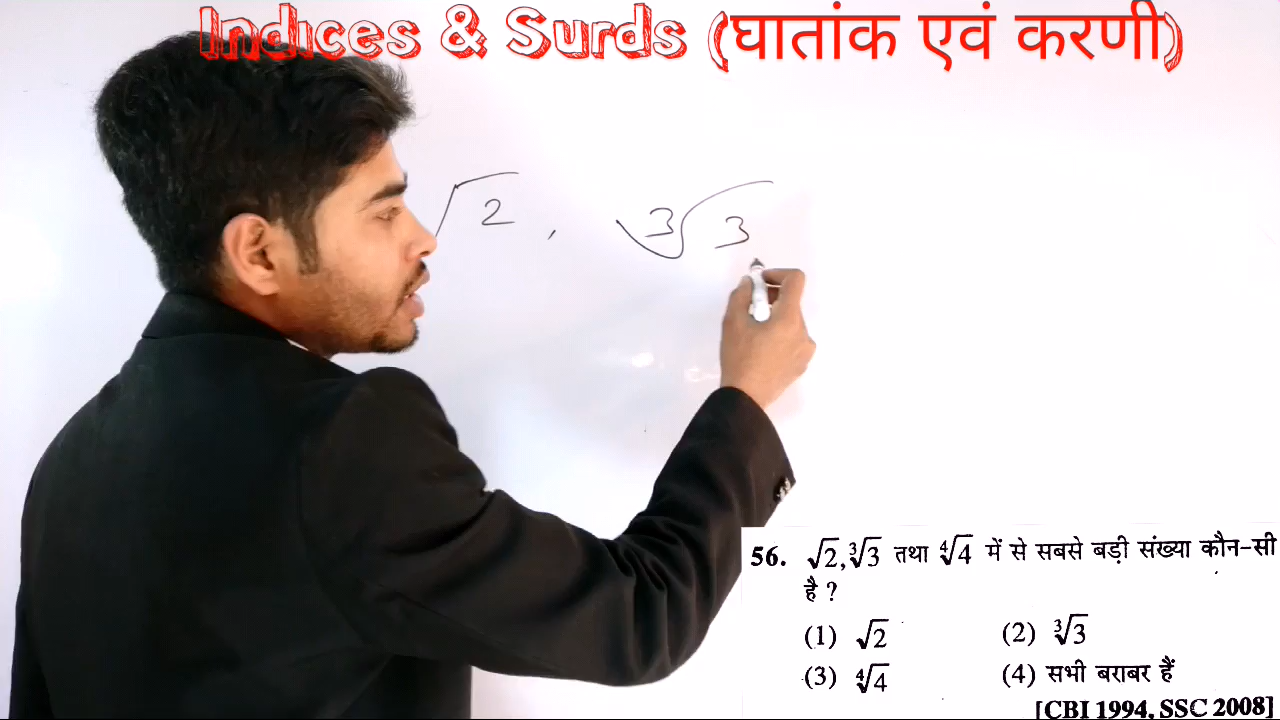 Indices & Surds (घातांक एवं करणी)
√2 , ∛3
56. √2, ∛3 तथा ∜4 में से सबसे बड़ी संख्या कौन-सी
है ?
(1) √2 (2) ∛3
(3) ∜4 (4) सभी बराबर हैं
[CBI 1994, SSC 2008]